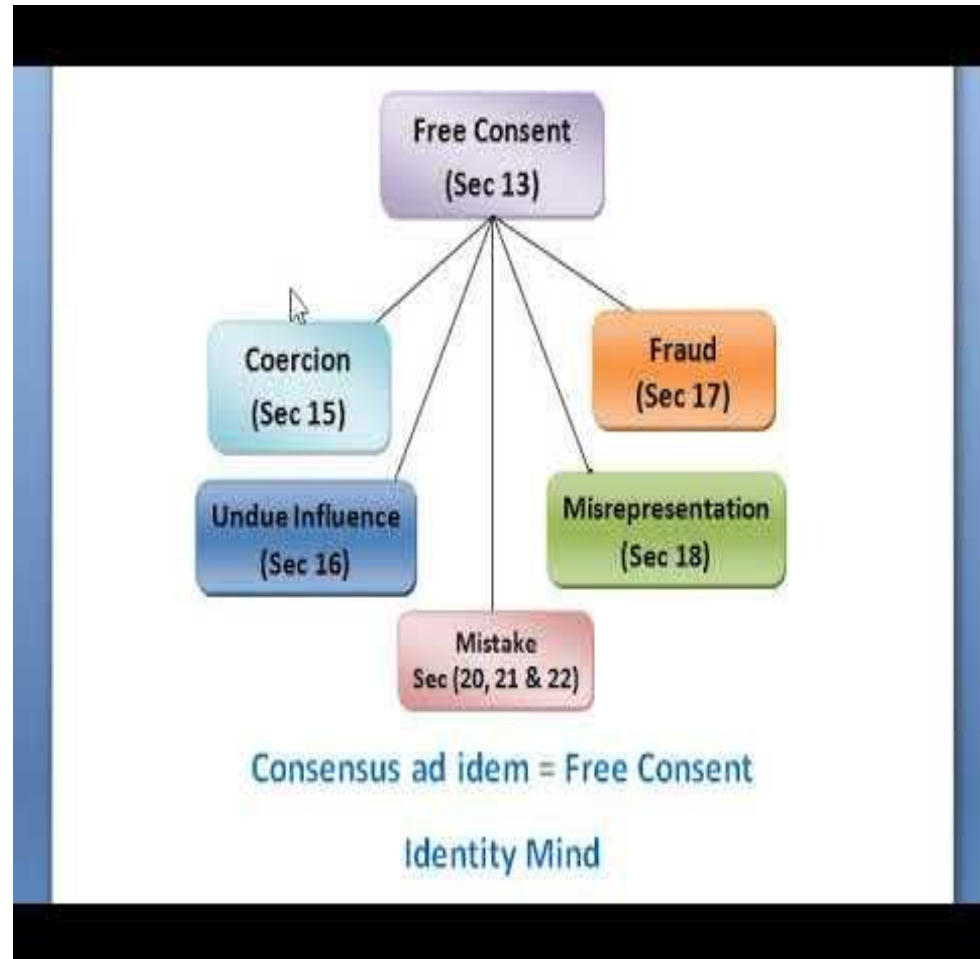 Free Consent
(Sec 13)
Coercion
(Sec 15)
Fraud
(Sec 17)
Undue Influence
(Sec 16)
Misrepresentation
(Sec 18)
Mistake
Sec (20, 21 & 22)
Consensus ad idem = Free Consent
Identity Mind